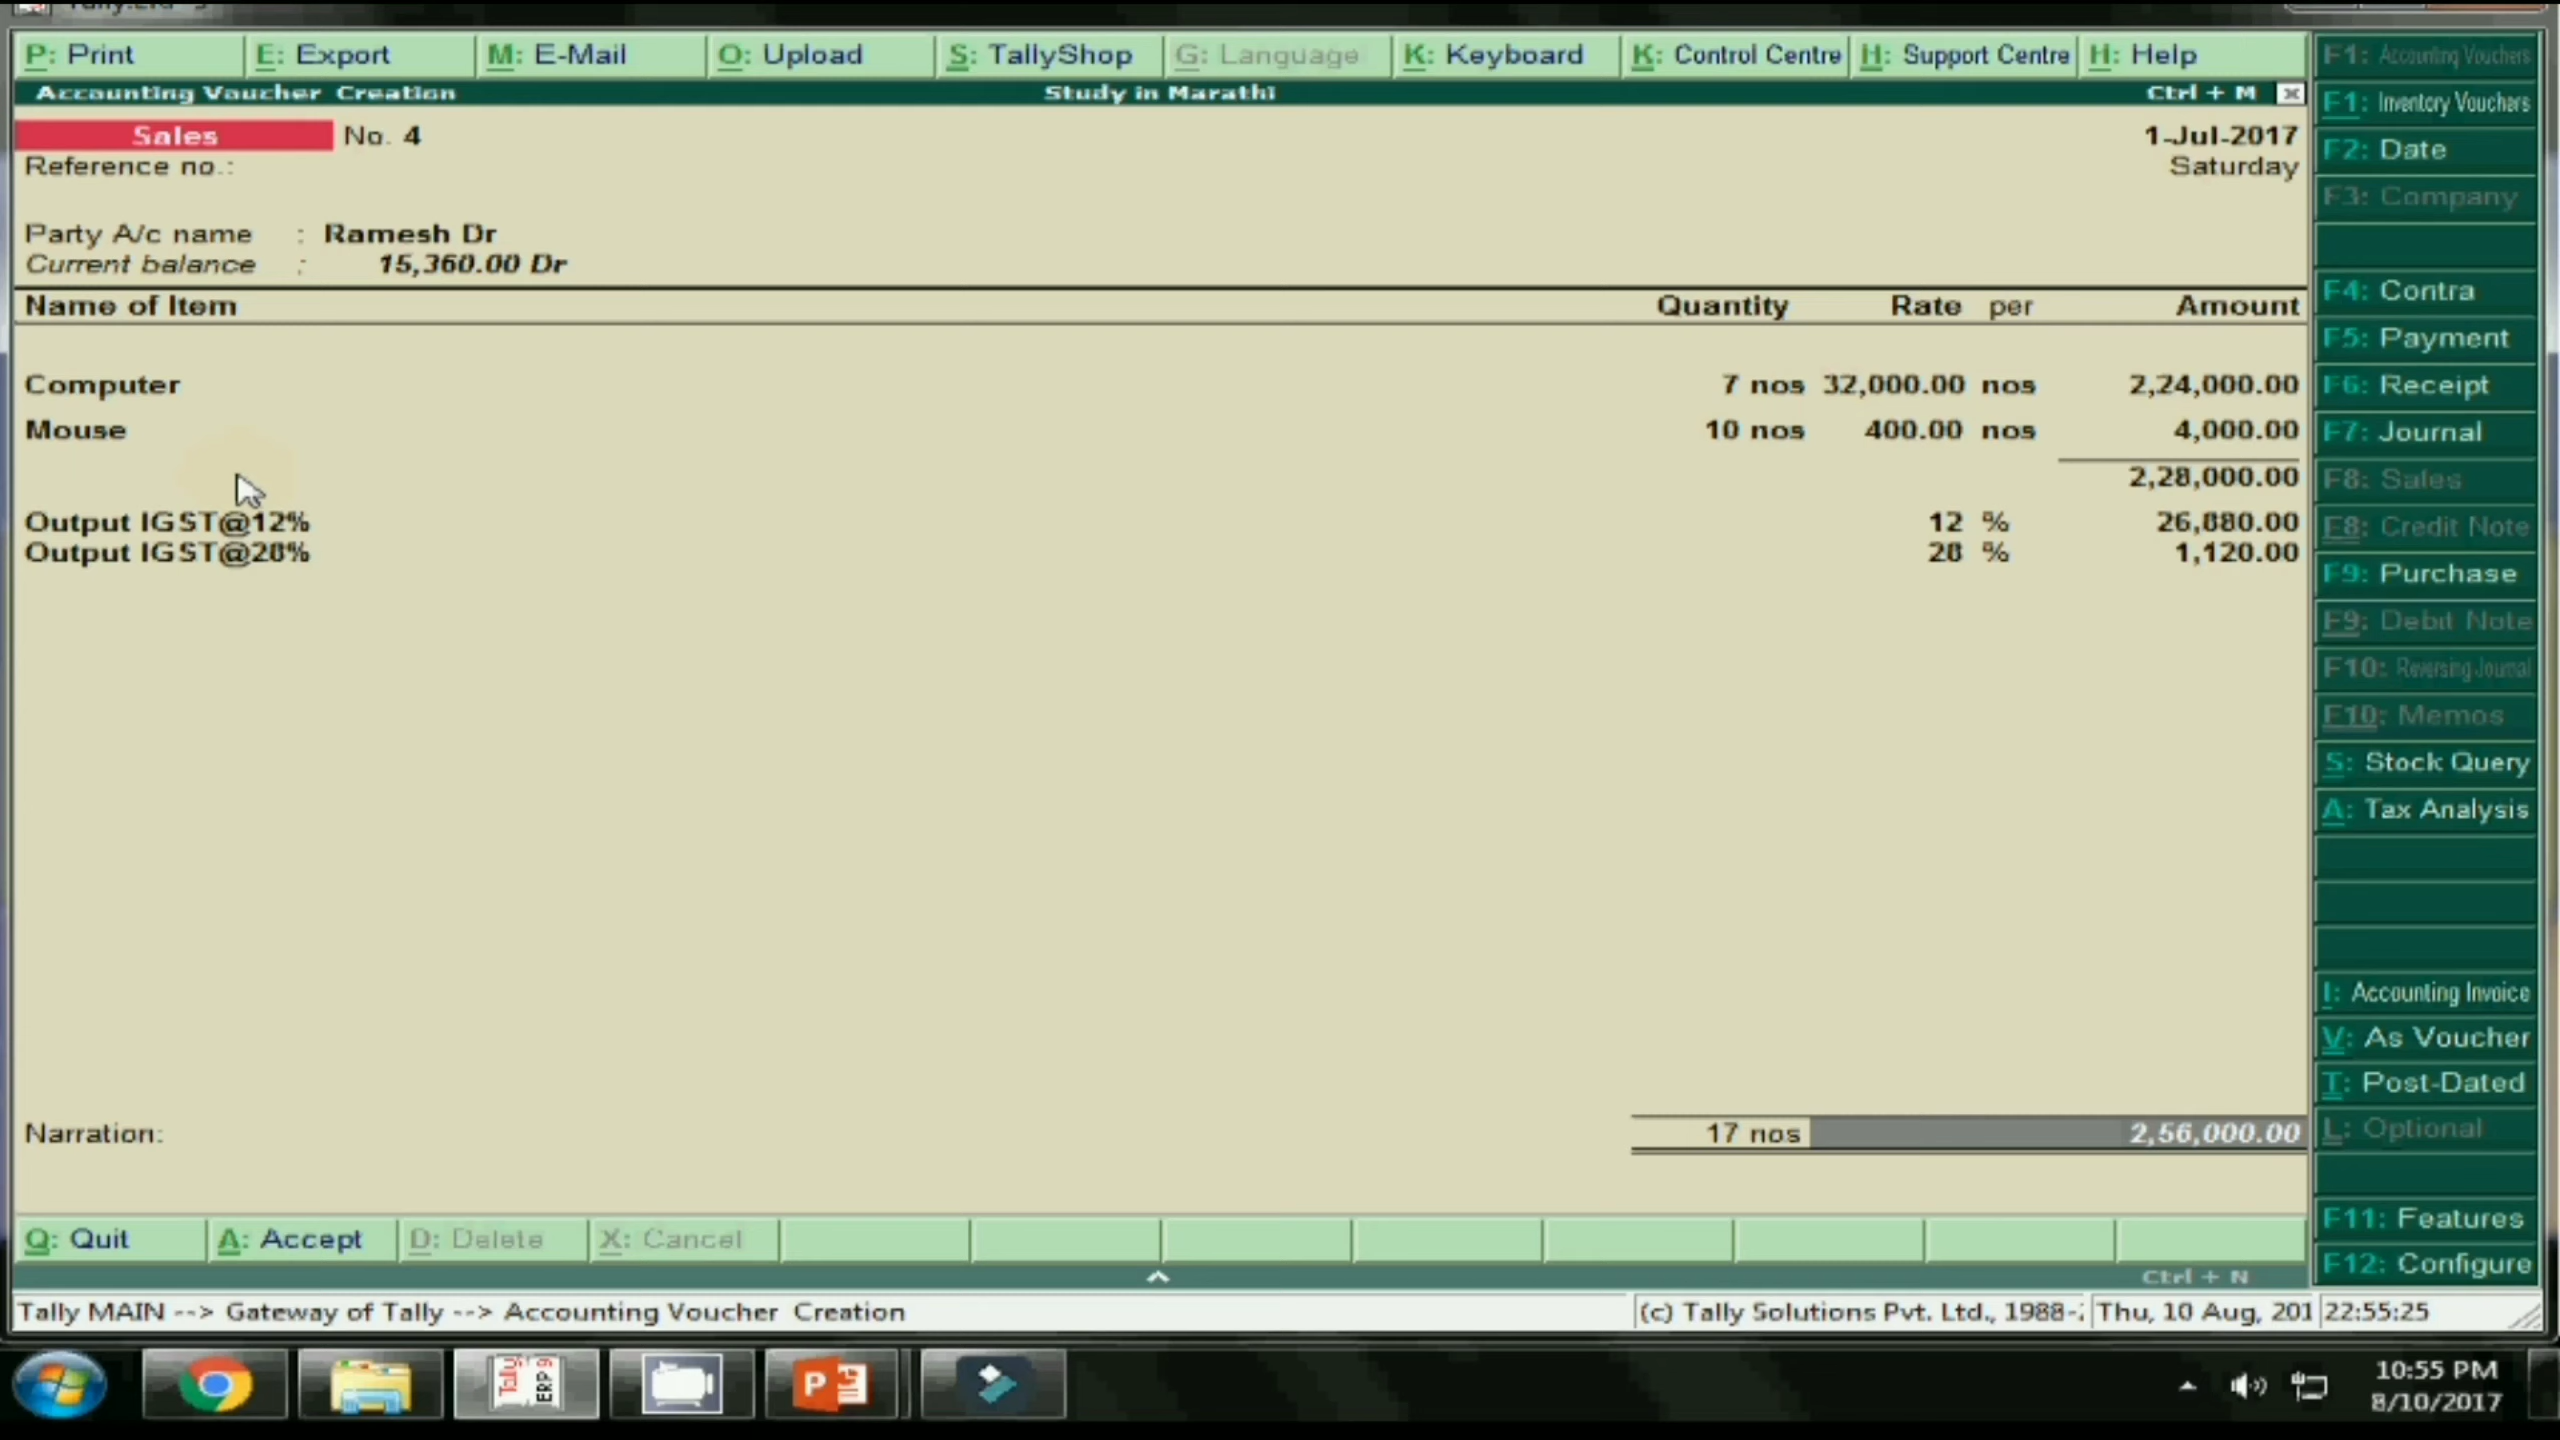 P: Print E: Export M: E-Mail O: Upload S: TallyShop G: Language K: Keyboard K: Control Centre H: Support Centre H: Help
Accounting Voucher Creation Study in Marathi Ctrl + M
Sales No. 4 1-Jul-2017
Reference no.: Saturday
Party A/c name : Ramesh Dr
Current balance : 15,360.00 Dr
Name of Item Quantity Rate per Amount
Computer 7 nos 32,000.00 nos 2,24,000.00
Mouse 10 nos 400.00 nos 4,000.00
2,28,000.00
Output IGST@12% 12 % 26,880.00
Output IGST@28% 28 % 1,120.00
Narration: 17 nos 2,56,000.00
Q: Quit A: Accept D: Delete X: Cancel
Ctrl + N
Tally MAIN --> Gateway of Tally --> Accounting Voucher Creation (c) Tally Solutions Pvt. Ltd., 1988- Thu, 10 Aug, 201 22:55:25
F1: Accounting Vouchers
F1: Inventory Vouchers
F2: Date
F3: Company
F4: Contra
F5: Payment
F6: Receipt
F7: Journal
F8: Sales
F8: Credit Note
F9: Purchase
F9: Debit Note
F10: Reversing Journal
F10: Memos
S: Stock Query
A: Tax Analysis
I: Accounting Invoice
V: As Voucher
T: Post-Dated
L: Optional
F11: Features
F12: Configure
Tally ERP 9
10:55 PM
8/10/2017